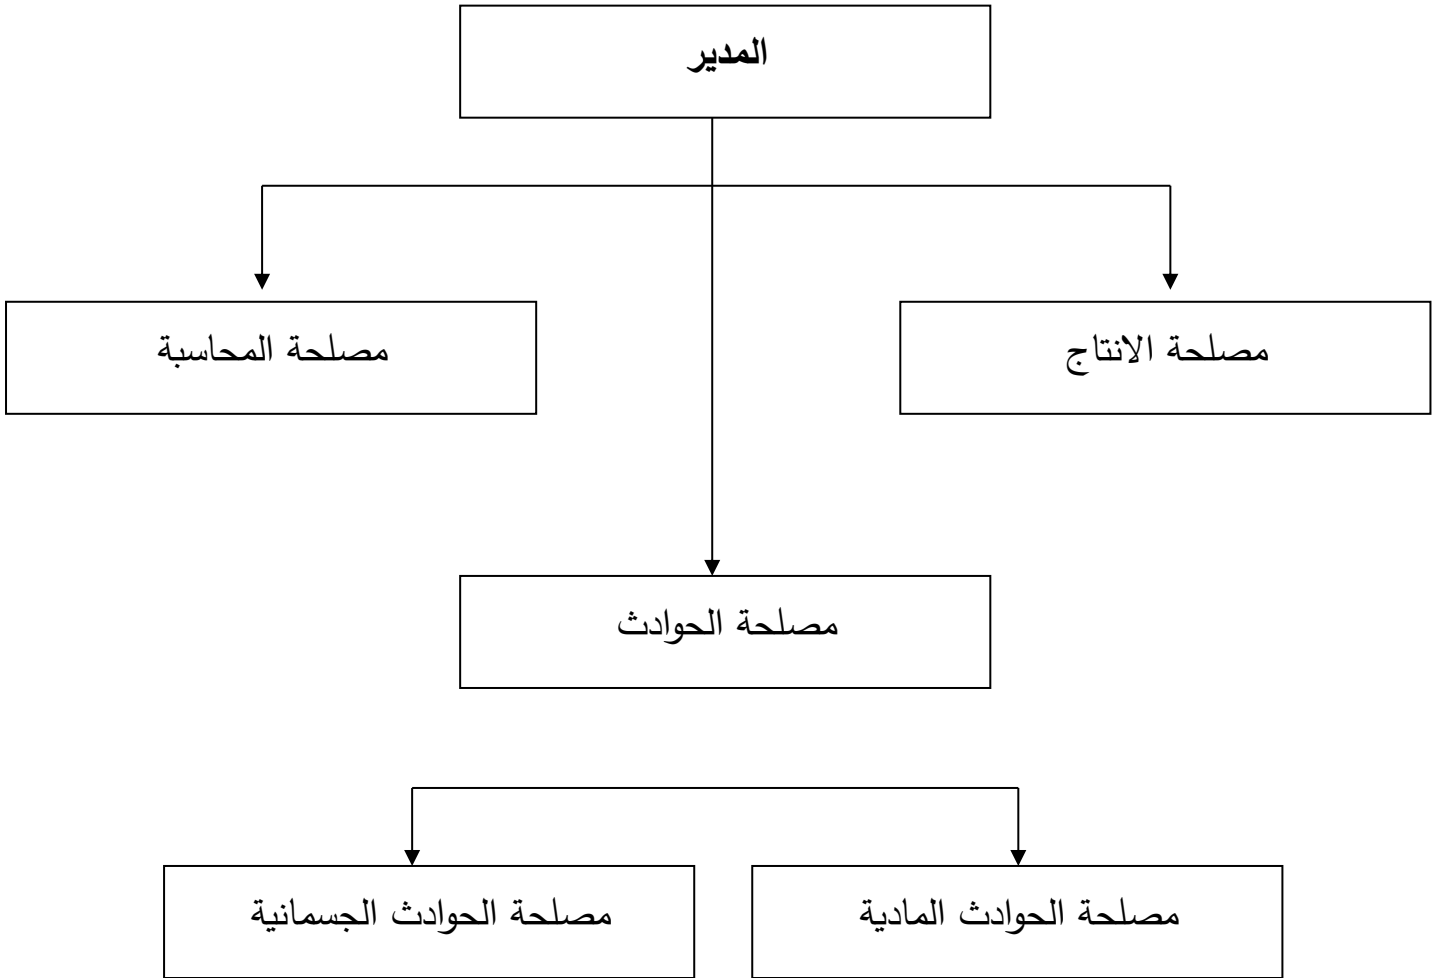 المدير
مصلحة الانتاج
مصلحة المحاسبة
مصلحة الحوادث
مصلحة الحوادث المادية
مصلحة الحوادث الجسمانية